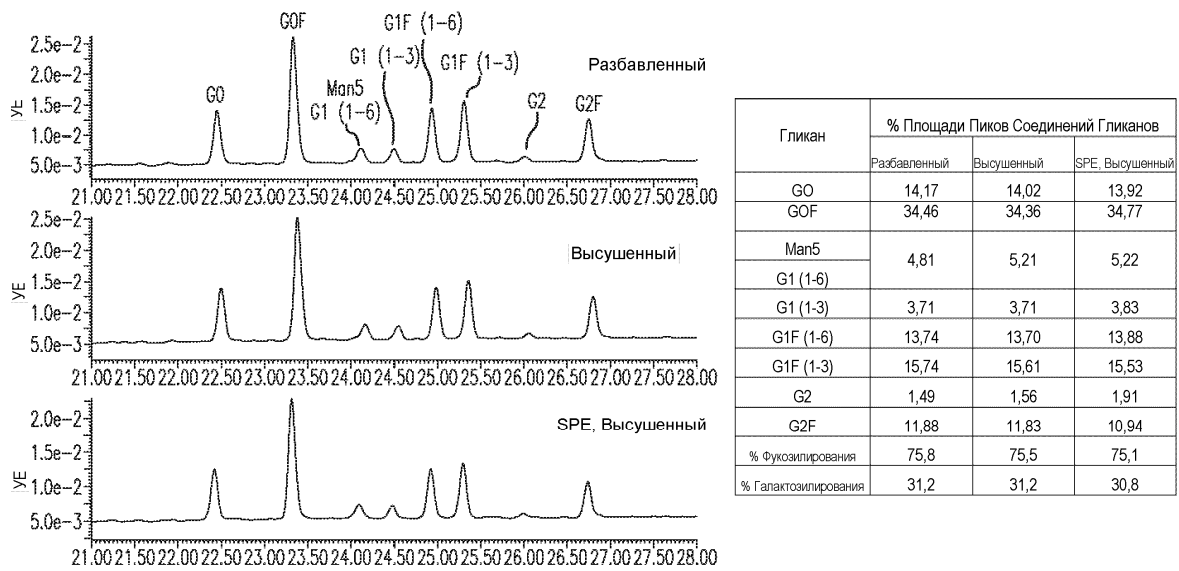 G1F (1-6)
G0F
G1 (1-3)
G1F (1-3)
Разбавленный
Man5
G1 (1-6)
G0
G2
G2F
2.5e-2
2.0e-2
1.5e-2
1.0e-2
5.0e-3
УЕ
21.00 21.50 22.00 22.50 23.00 23.50 24.00 24.50 25.00 25.50 26.00 26.50 27.00 27.50 28.00
Высушенный
2.5e-2
2.0e-2
1.5e-2
1.0e-2
5.0e-3
УЕ
21.00 21.50 22.00 22.50 23.00 23.50 24.00 24.50 25.00 25.50 26.00 26.50 27.00 27.50 28.00
SPE, Высушенный
2.0e-2
1.5e-2
1.0e-2
5.0e-3
УЕ
21.00 21.50 22.00 22.50 23.00 23.50 24.00 24.50 25.00 25.50 26.00 26.50 27.00 27.50 28.00
Гликан % Площади Пиков Соединений Гликанов
Разбавленный Высушенный SPE, Высушенный
GO 14,17 14,02 13,92
GOF 34,46 34,36 34,77
Man5 4,81 5,21 5,22
G1 (1-6)
G1 (1-3) 3,71 3,71 3,83
G1F (1-6) 13,74 13,70 13,88
G1F (1-3) 15,74 15,61 15,53
G2 1,49 1,56 1,91
G2F 11,88 11,83 10,94
% Фукозилирования 75,8 75,5 75,1
% Галактозилирования 31,2 31,2 30,8